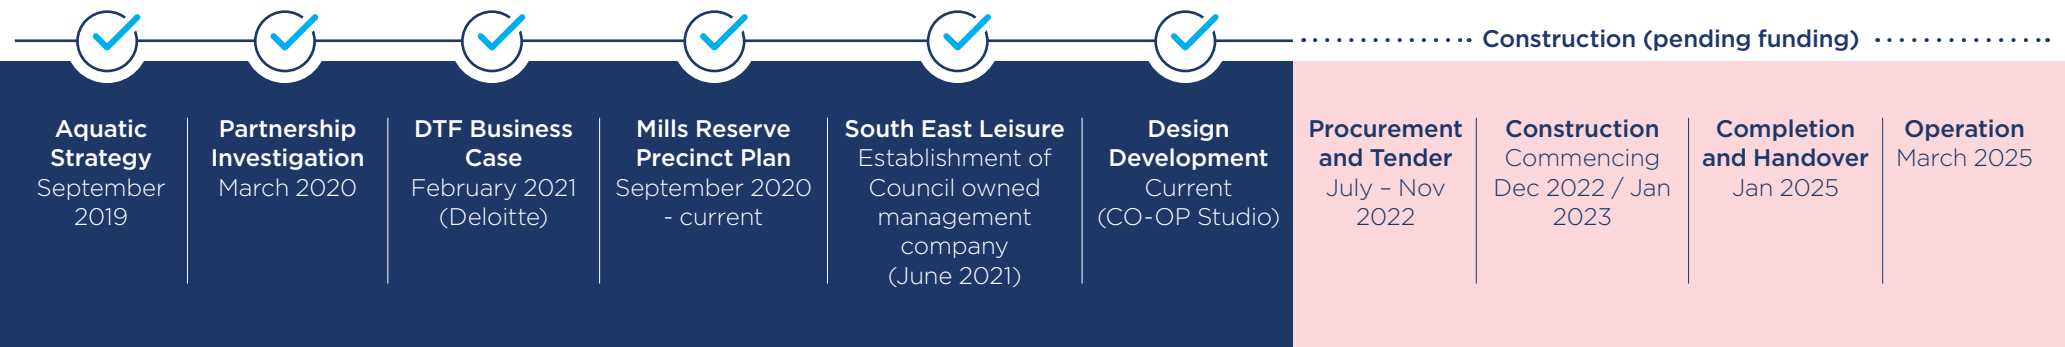 Construction (pending funding)
Aquatic
Strategy
September
2019
Partnership
Investigation
March 2020
DTF Business
Case
February 2021
(Deloitte)
Mills Reserve
Precinct Plan
September 2020
- current
South East Leisure
Establishment of
Council owned
management
company
(June 2021)
Design
Development
Current
(CO-OP Studio)
Procurement
and Tender
July – Nov
2022
Construction
Commencing
Dec 2022 / Jan
2023
Completion
and Handover
Jan 2025
Operation
March 2025